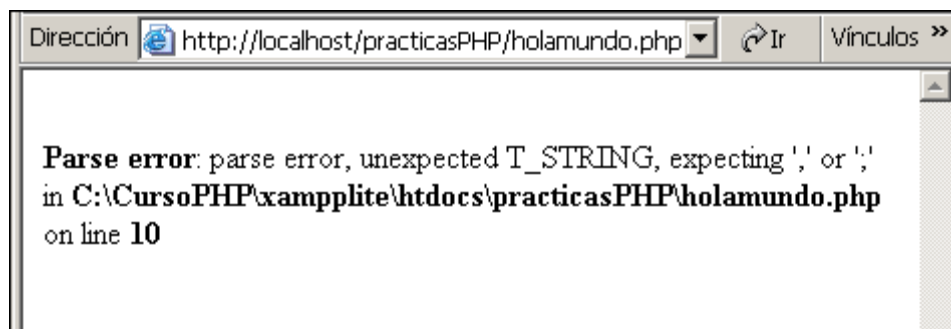 Dirección http://localhost/practicasPHP/holamundo.php Ir Vínculos »
Parse error: parse error, unexpected T_STRING, expecting ',' or ';'
in C:\CursoPHP\xampplite\htdocs\practicasPHP\holamundo.php
on line 10